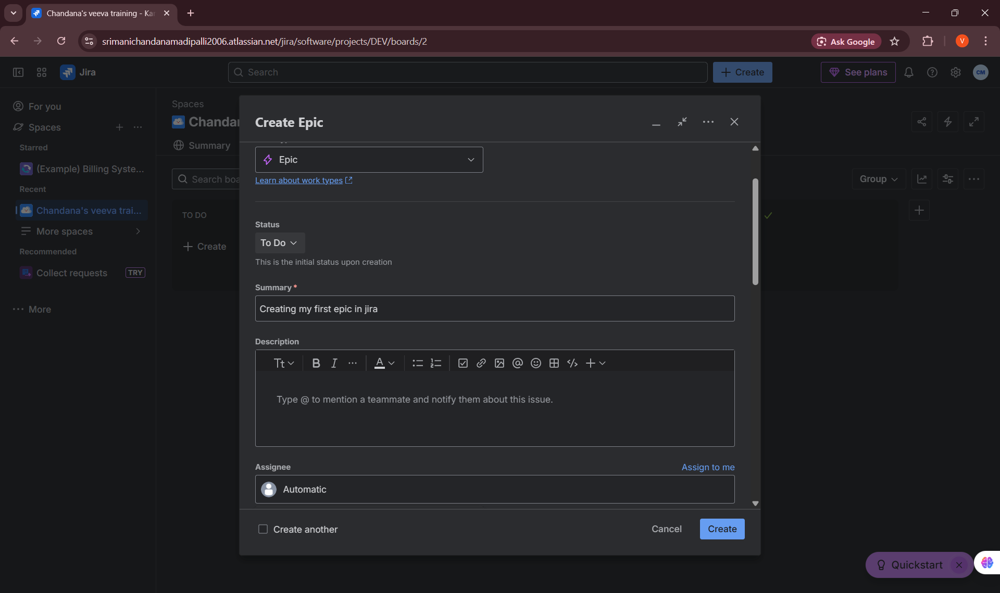 Chandana's veeva training - Kar
srimanichandanamadipalli2006.atlassian.net/jira/software/projects/DEV/boards/2
Ask Google
V
Jira
Search
Create
See plans
CM
For you
Spaces
Starred
(Example) Billing Syste...
Recent
Chandana's veeva trai...
More spaces
Recommended
Collect requests
TRY
More
Spaces
Chandan
Summary
Search boa
TO DO
Create
Group
Create Epic
Epic
Learn about work types
Status
To Do
This is the initial status upon creation
Summary *
Creating my first epic in jira
Description
Tt B I A
Type @ to mention a teammate and notify them about this issue.
Assignee
Assign to me
Automatic
Create another
Cancel
Create
Quickstart